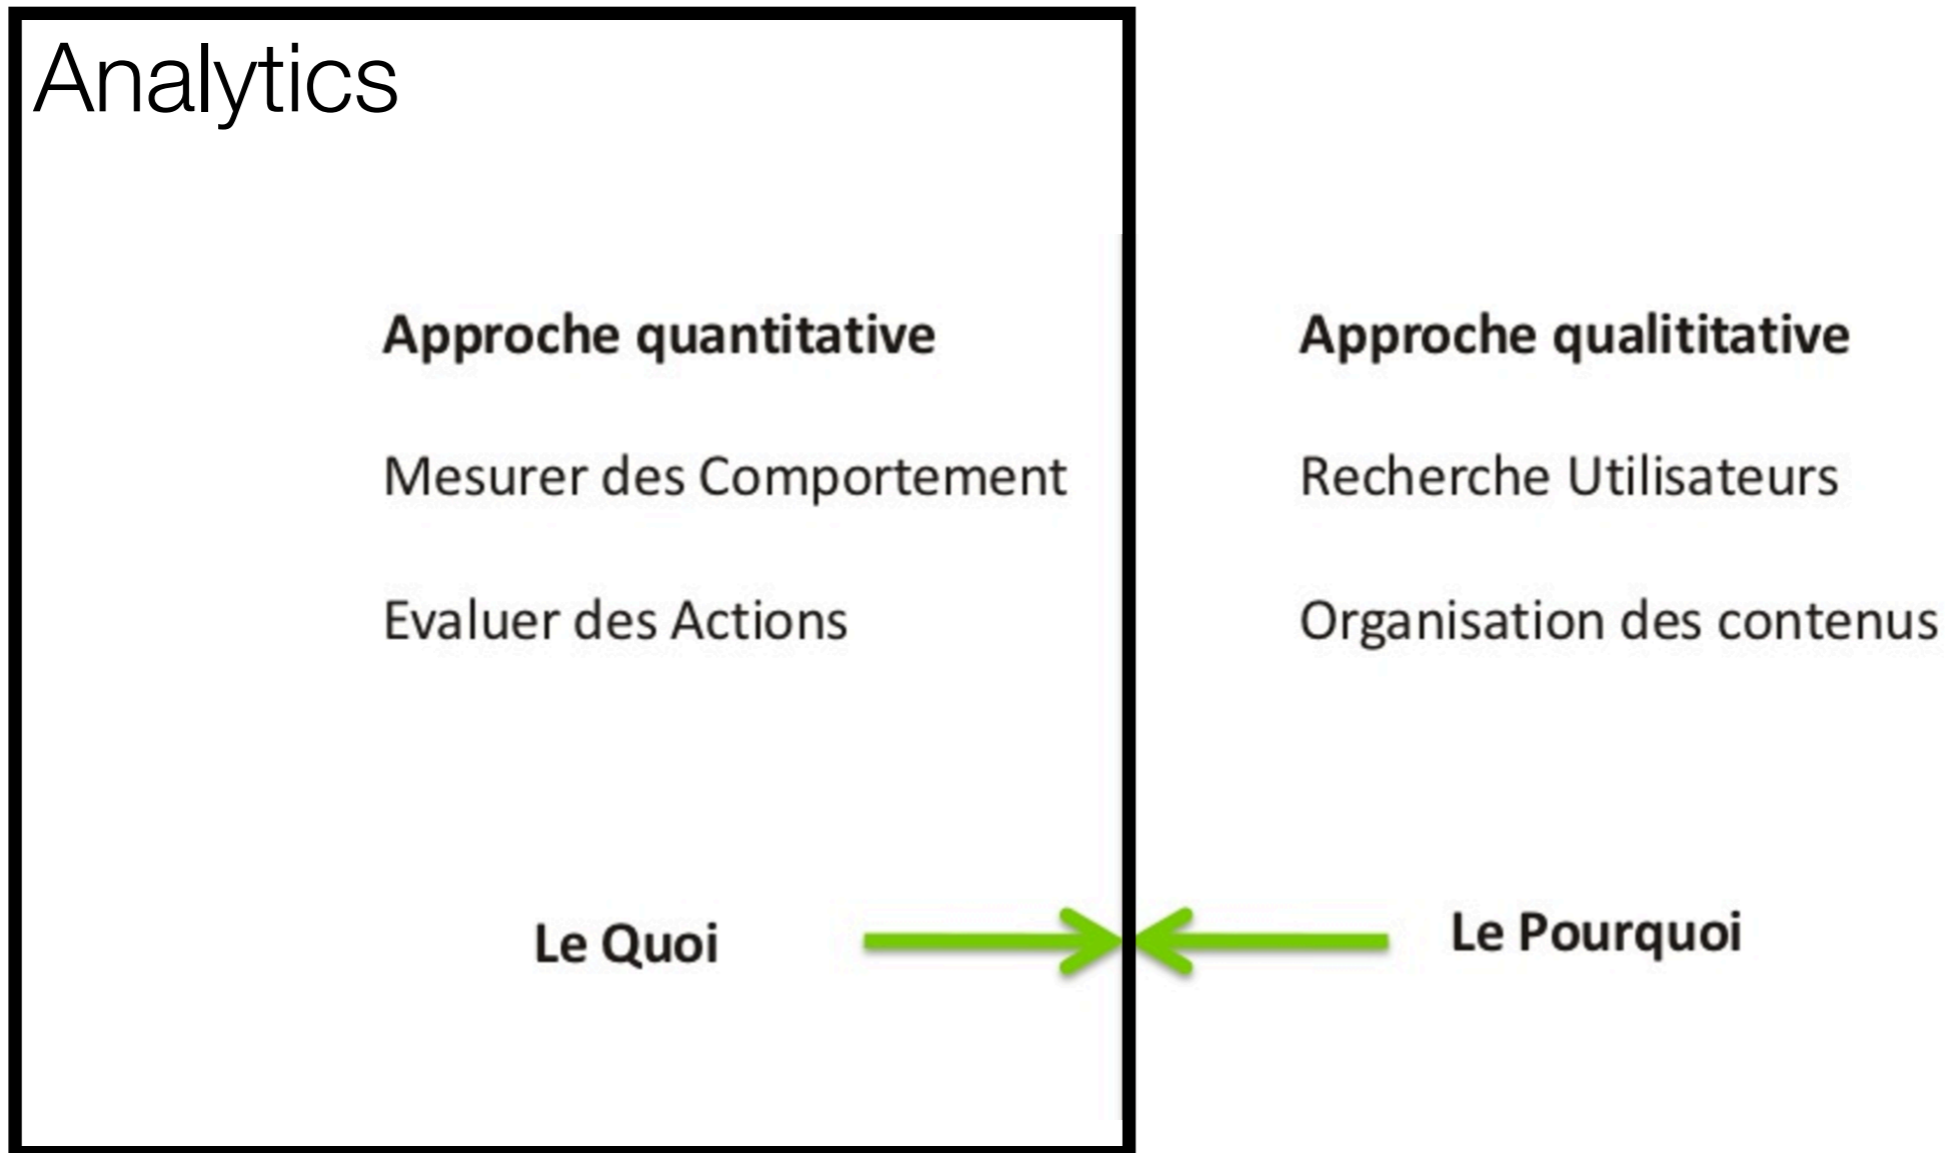 Analytics
Approche quantitative
Mesurer des Comportement
Evaluer des Actions
Le Quoi
Approche qualititative
Recherche Utilisateurs
Organisation des contenus
Le Pourquoi